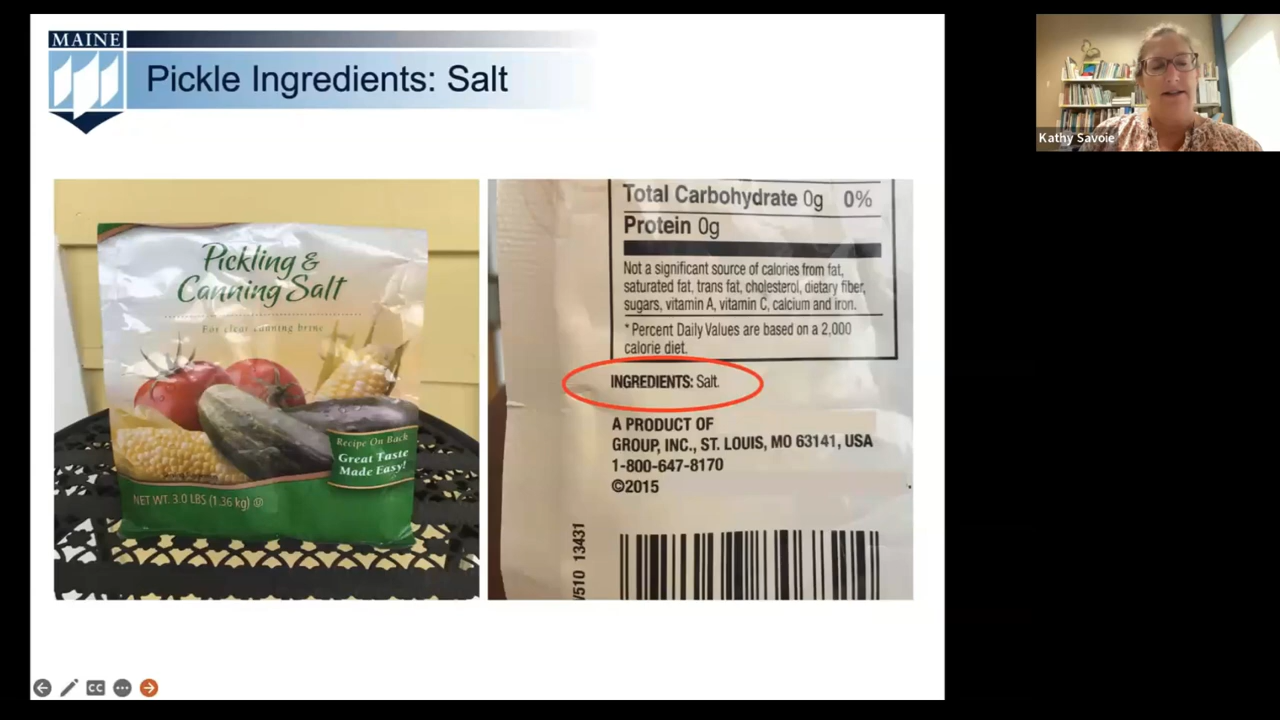 MAINE
Pickle Ingredients: Salt
Kathy Savoie
Pickling &
Canning Salt
For clear canning brine
Recipe On Back
Great Taste
Made Easy!
NET WT. 3.0 LBS (1.36 kg)
Total Carbohydrate 0g 0%
Protein 0g
Not a significant source of calories from fat,
saturated fat, trans fat, cholesterol, dietary fiber,
sugars, vitamin A, vitamin C, calcium and iron.
*Percent Daily Values are based on a 2,000
calorie diet.
INGREDIENTS: Salt.
A PRODUCT OF
GROUP, INC., ST. LOUIS, MO 63141, USA
1-800-647-8170
©2015
/510 13431
CC